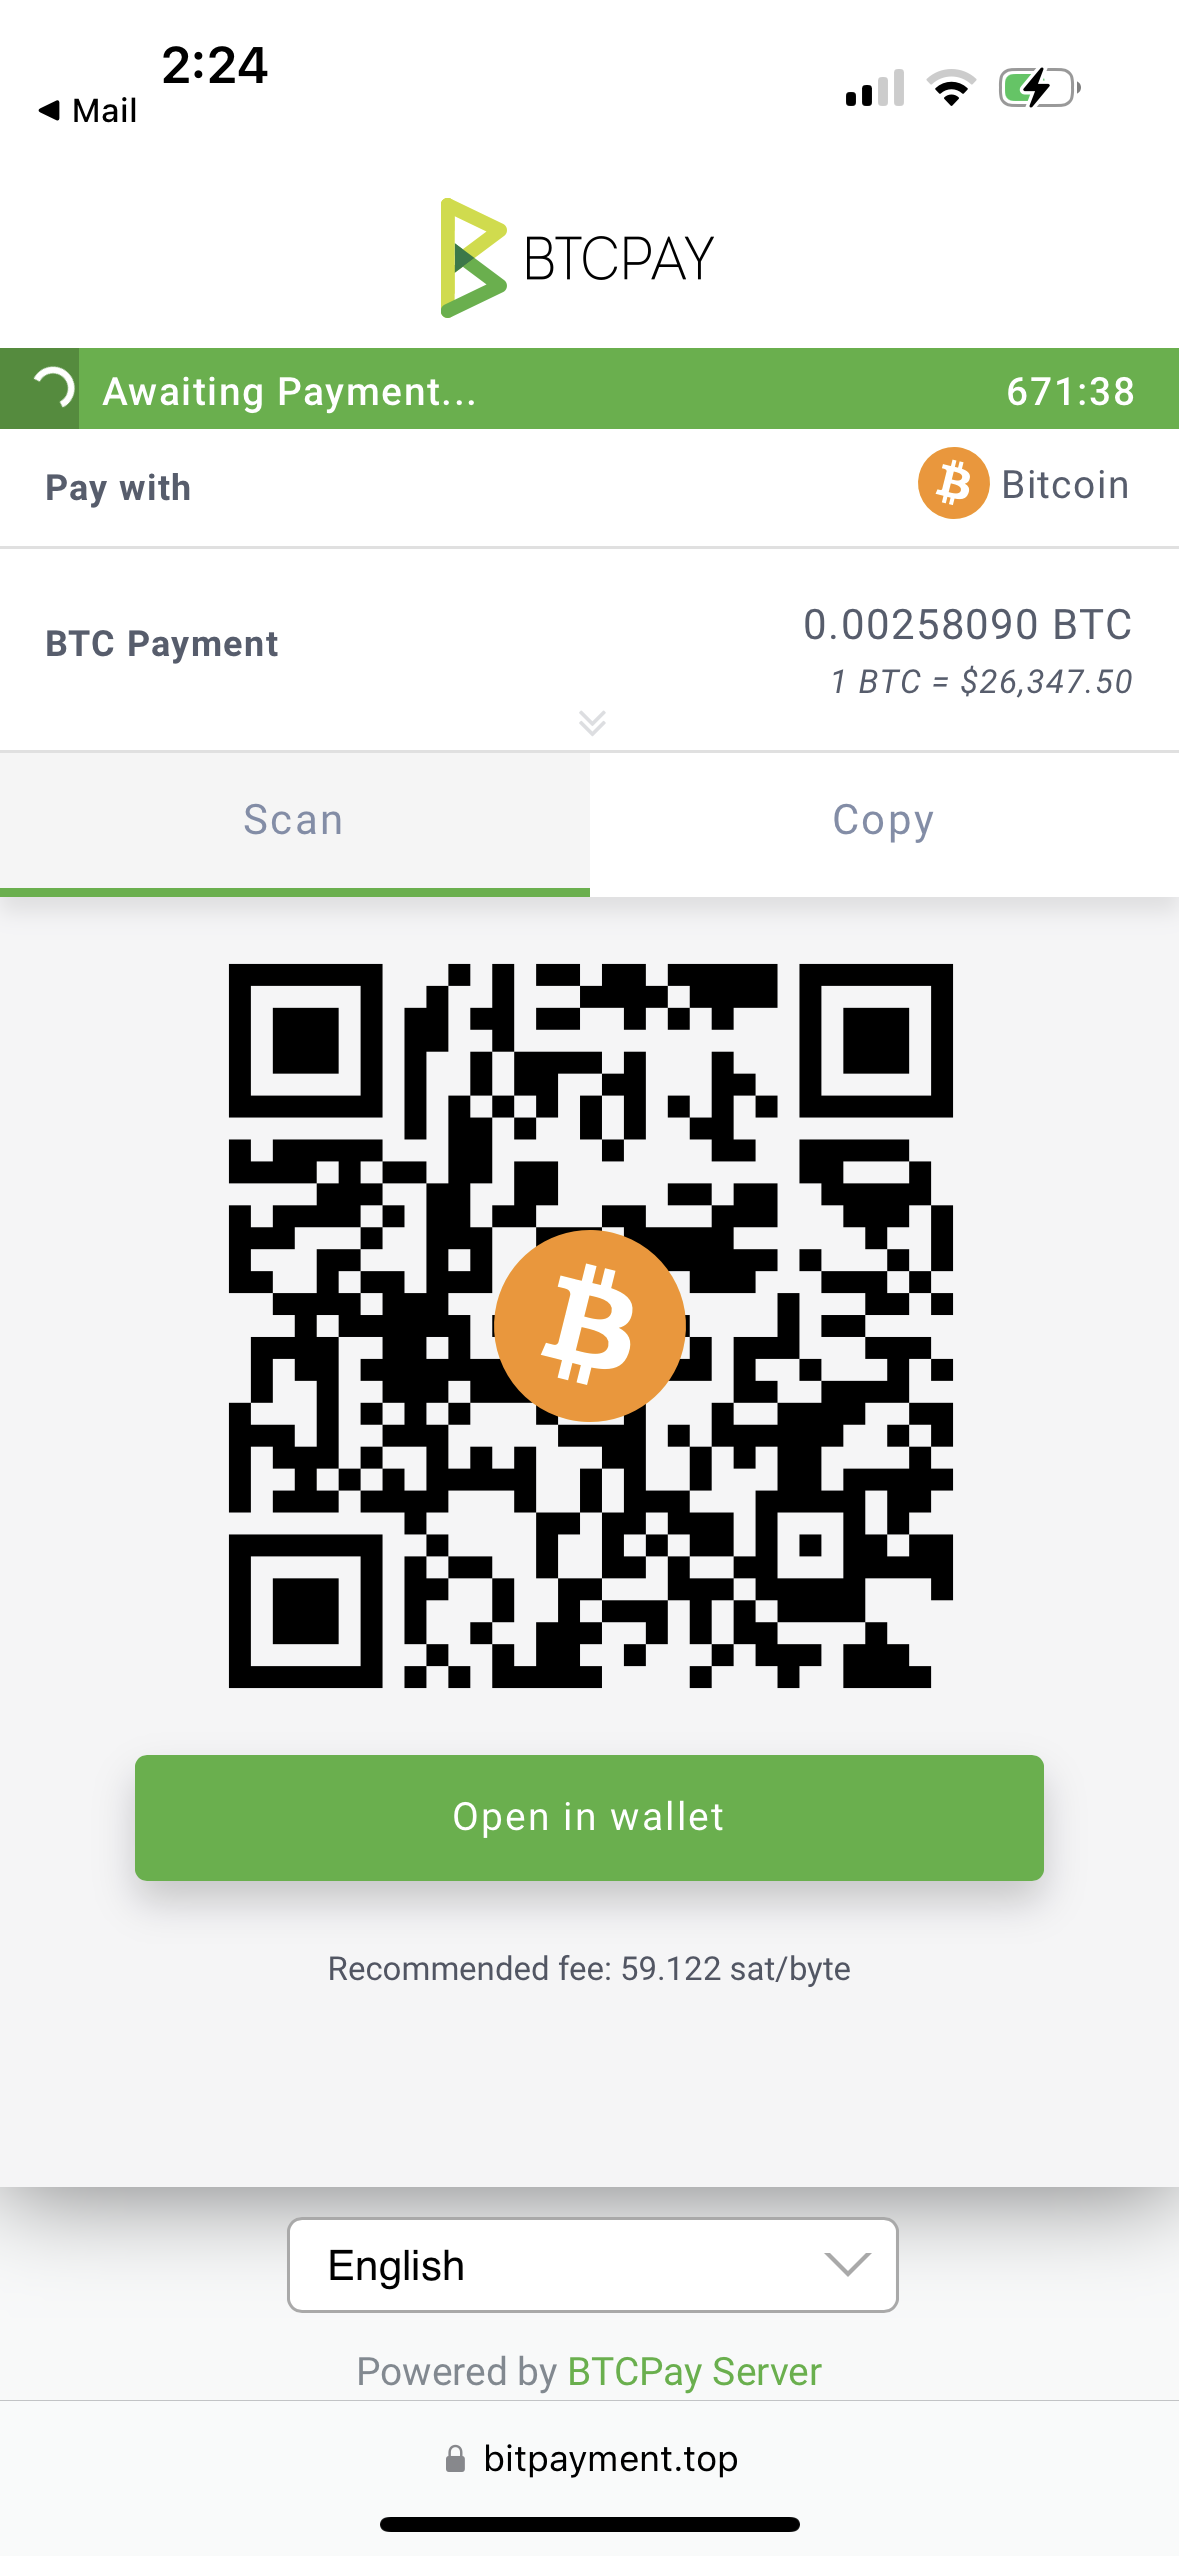 2:24
◀ Mail
BTCPAY
Awaiting Payment... 671:38
Pay with Bitcoin
BTC Payment 0.00258090 BTC
1 BTC = $26,347.50
Scan Copy
Open in wallet
Recommended fee: 59.122 sat/byte
English
Powered by BTCPay Server
bitpayment.top